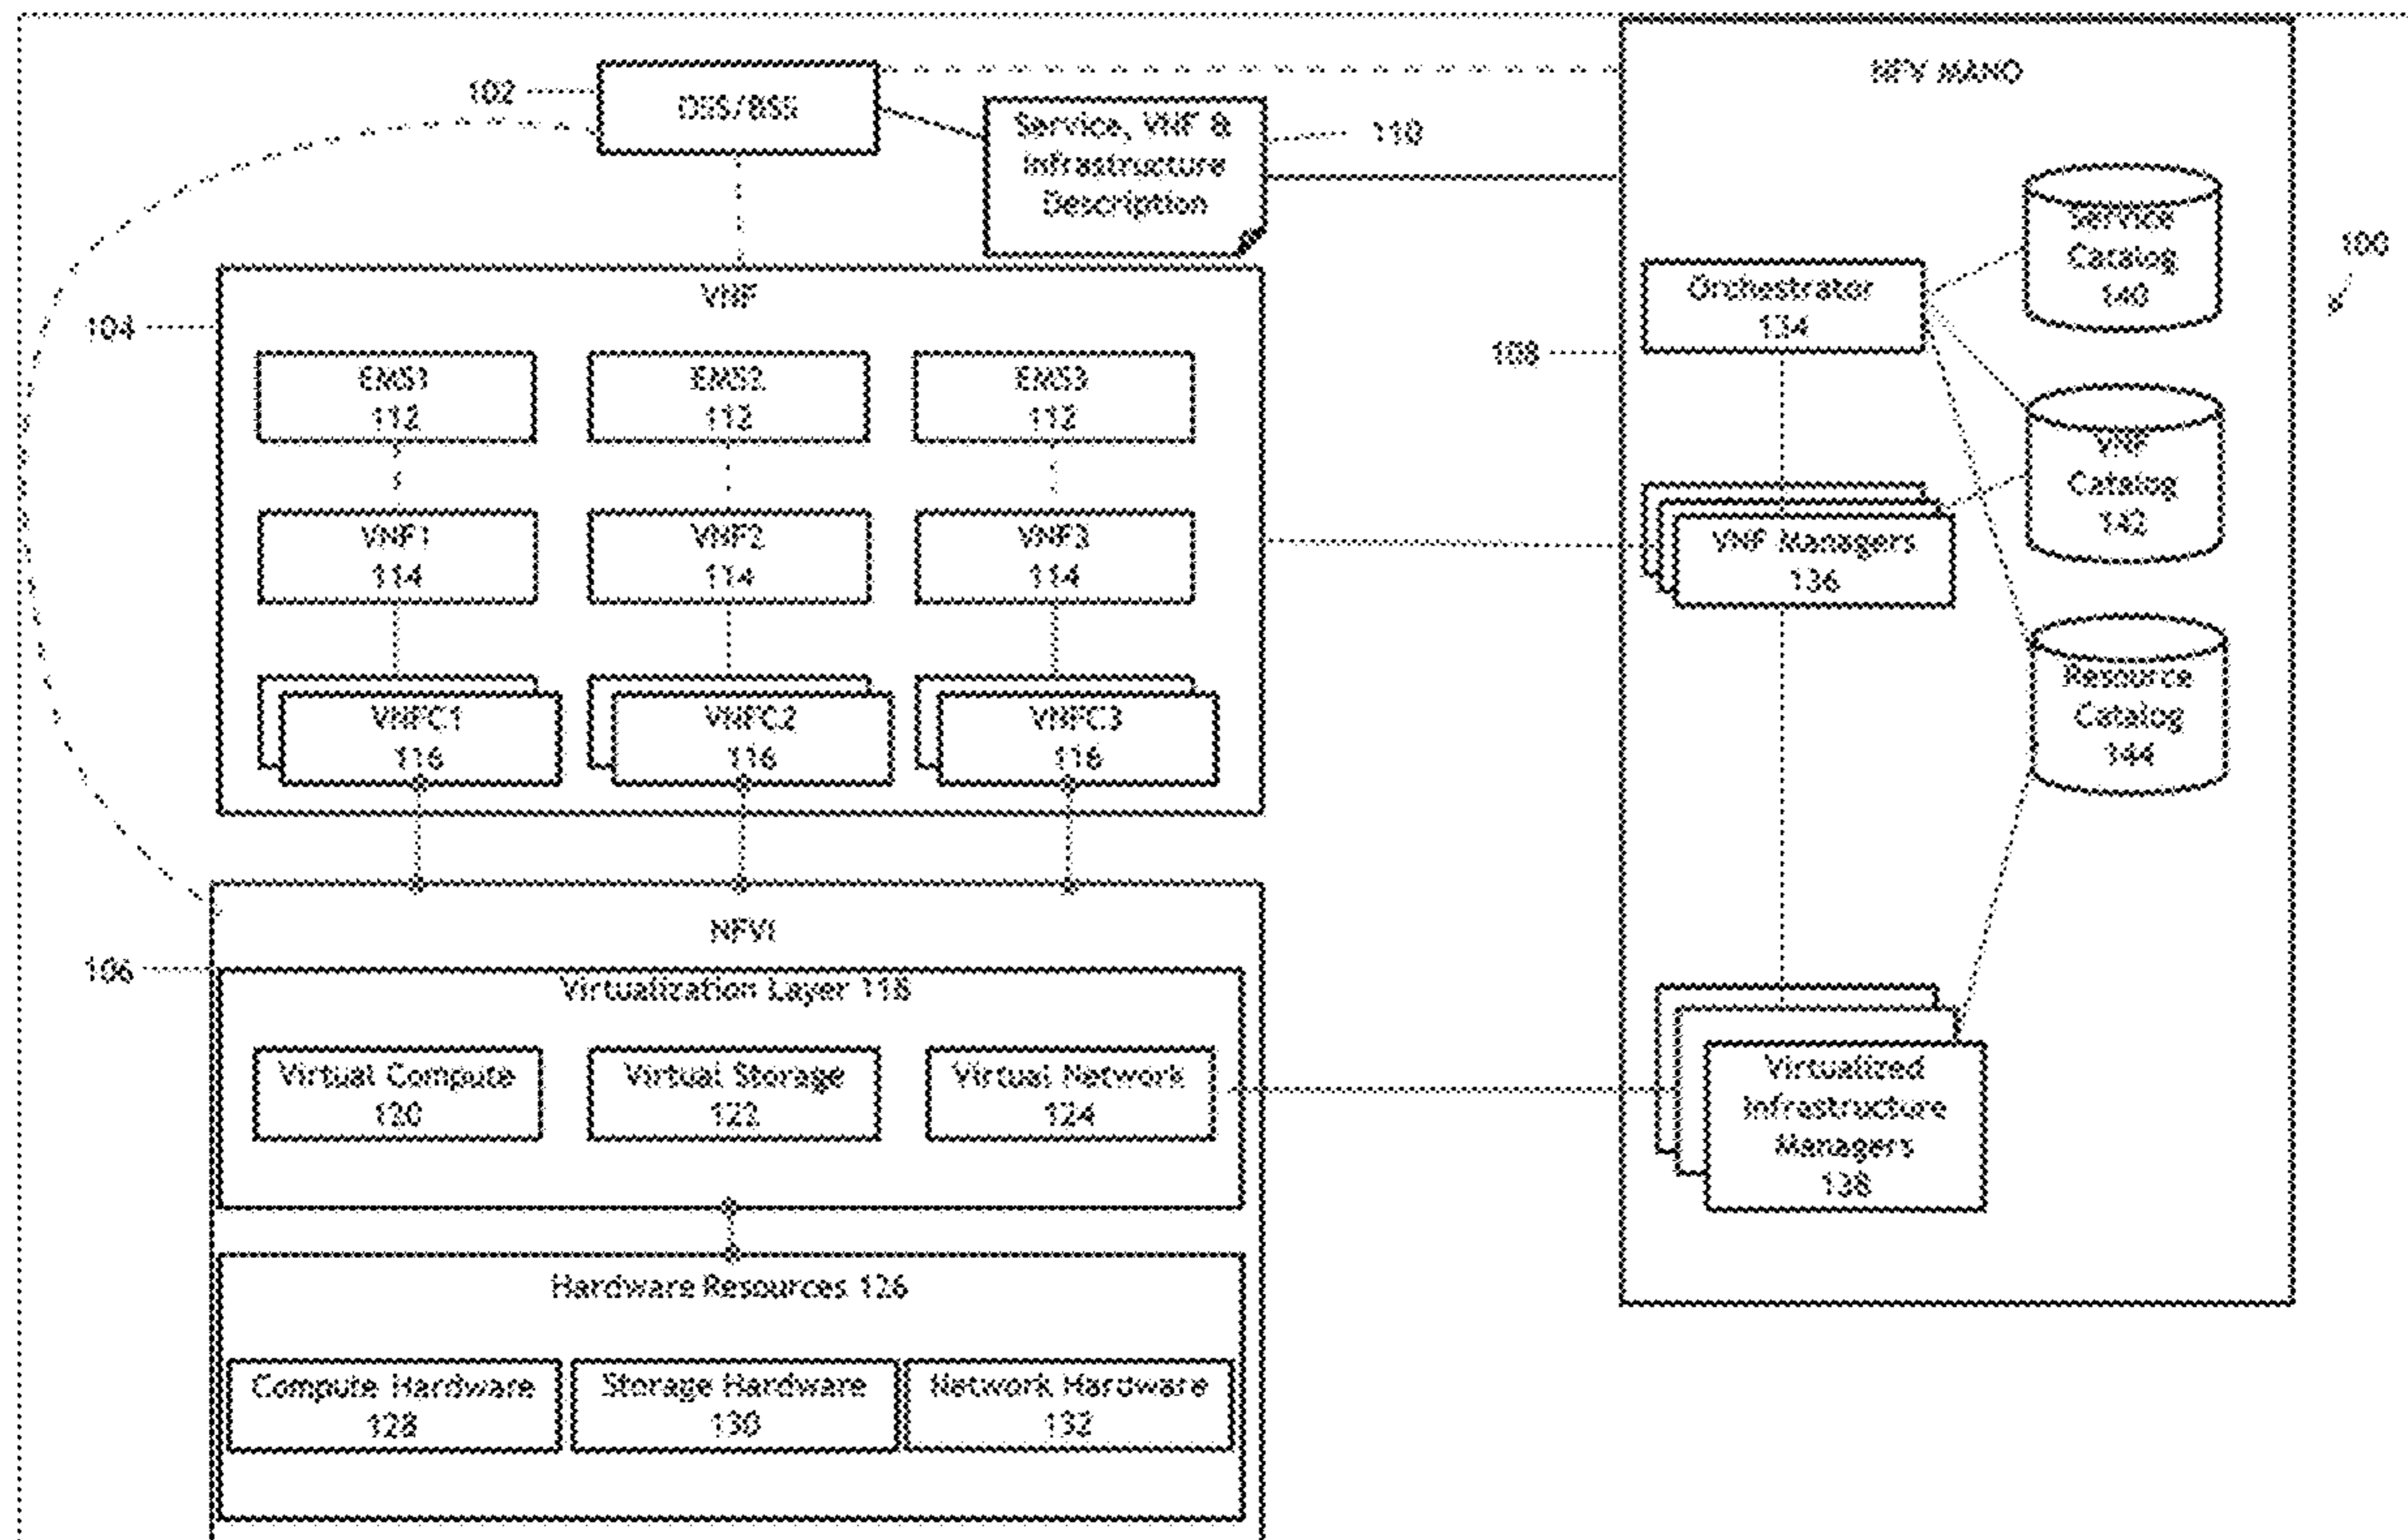 102
OSS/BSS
Service, VNF &
Infrastructure
Description
110
NFV MANO
100
Service
Catalog
140
Orchestrator
134
108
VNF
104
EMS1
112
EMS2
112
EMS3
112
VNF1
114
VNF2
114
VNF3
114
VNFC1
116
VNFC2
116
VNFC3
116
VNF
Catalog
142
VNF Managers
136
Resource
Catalog
144
NFVI
106
Virtualization Layer 118
Virtual Compute
120
Virtual Storage
122
Virtual Network
124
Virtualized
Infrastructure
Managers
138
Hardware Resources 126
Compute Hardware
128
Storage Hardware
130
Network Hardware
132